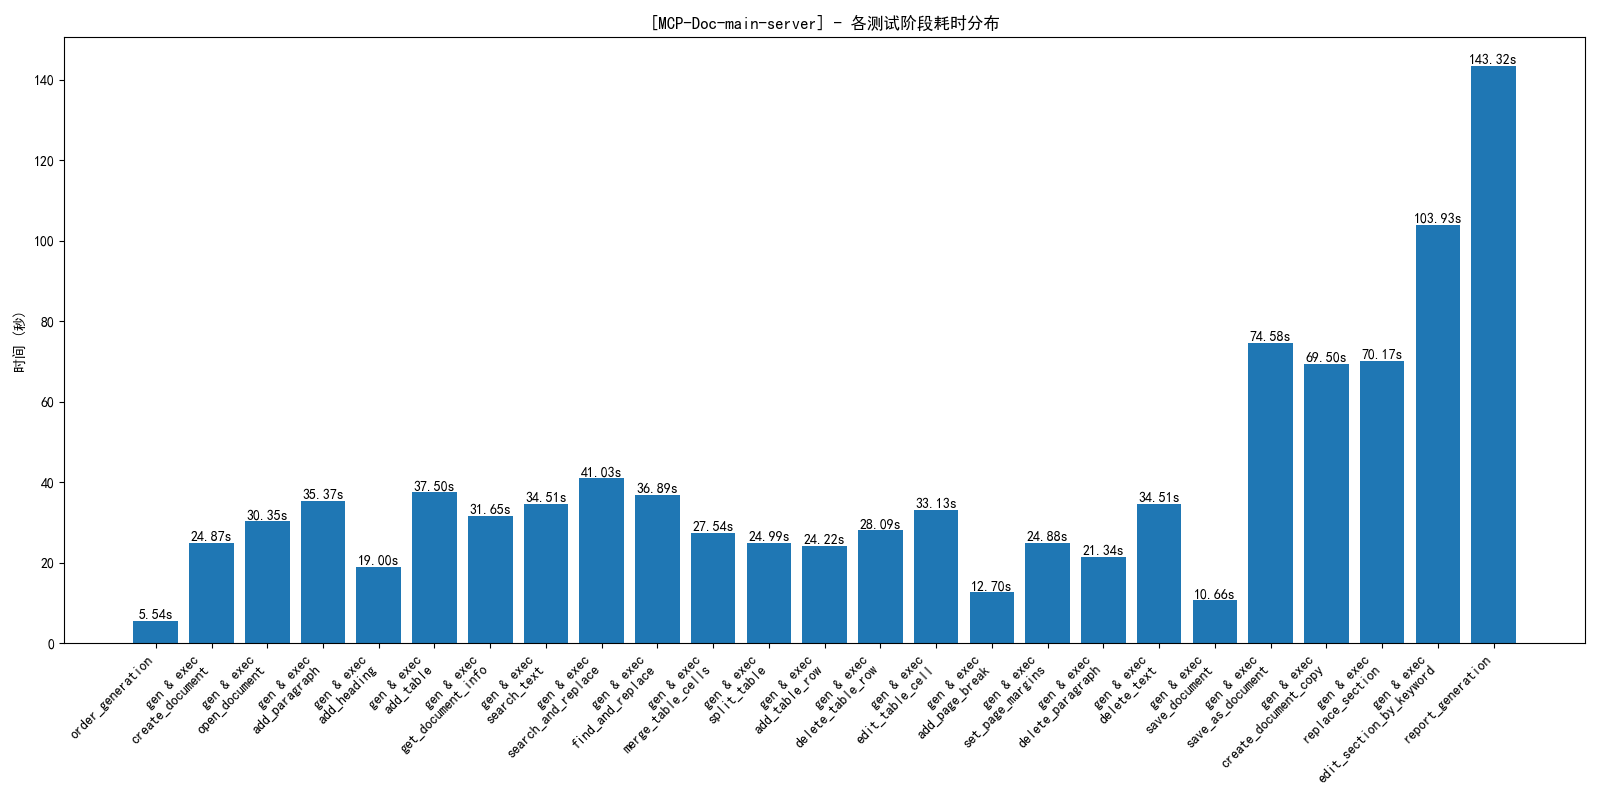 [MCP-Doc-main-server] - 各测试阶段耗时分布
时间 (秒)
140
120
100
80
60
40
20
0
5.54s
24.87s
30.35s
35.37s
19.00s
37.50s
31.65s
34.51s
41.03s
36.89s
27.54s
24.99s
24.22s
28.09s
33.13s
12.70s
24.88s
21.34s
34.51s
10.66s
74.58s
69.50s
70.17s
103.93s
143.32s
order_generation
gen & exec
create_document
gen & exec
open_document
gen & exec
add_paragraph
gen & exec
add_heading
gen & exec
add_table
gen & exec
get_document_info
gen & exec
search_text
gen & exec
search_and_replace
gen & exec
find_and_replace
gen & exec
merge_table_cells
gen & exec
split_table
gen & exec
add_table_row
gen & exec
delete_table_row
gen & exec
edit_table_cell
gen & exec
add_page_break
gen & exec
set_page_margins
gen & exec
delete_paragraph
gen & exec
delete_text
gen & exec
save_document
gen & exec
save_as_document
gen & exec
create_document_copy
gen & exec
replace_section
gen & exec
edit_section_by_keyword
report_generation